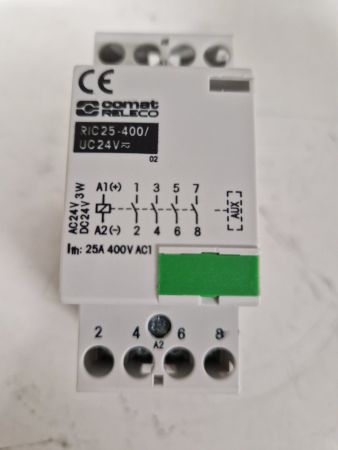 CE
comat
RELECO
RIC25-400/
UC24V⎓
02
AC24V 3W
DC24V
A1(+) 1 3 5 7
A2(-) 2 4 6 8
AUX
Ith: 25A 400V AC1
2 4 6 8
A2